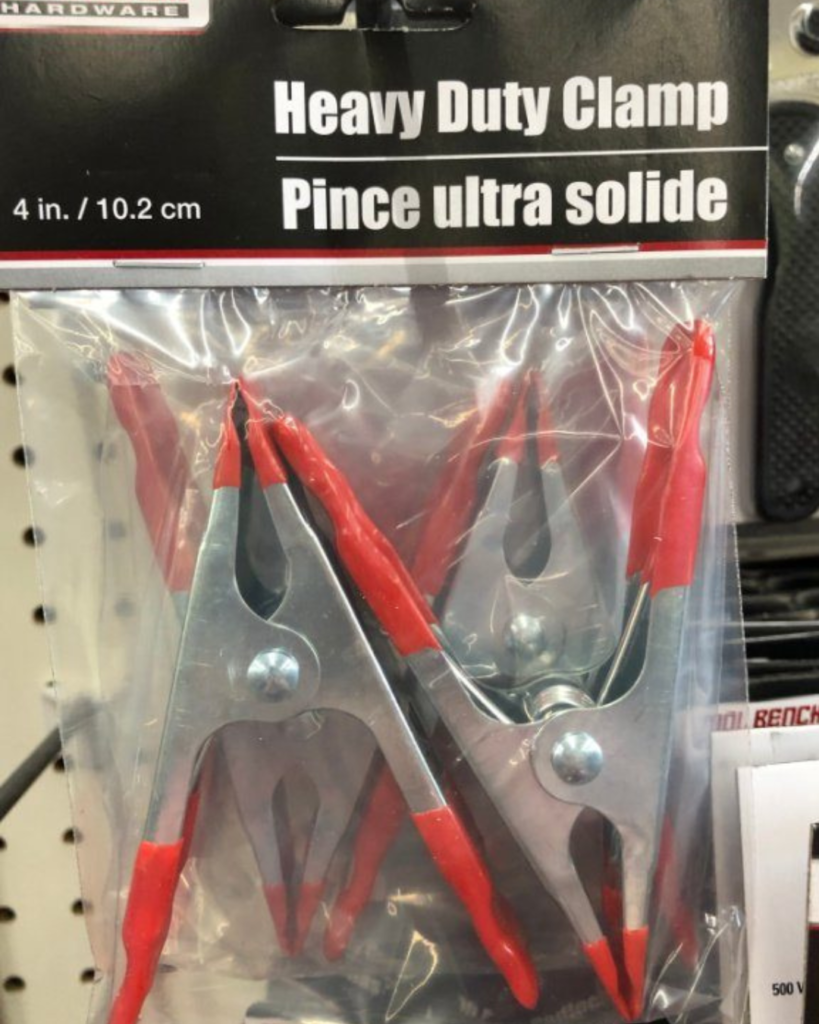 HARDWARE
Heavy Duty Clamp
4 in. / 10.2 cm
Pince ultra solide
BENCH
500 V